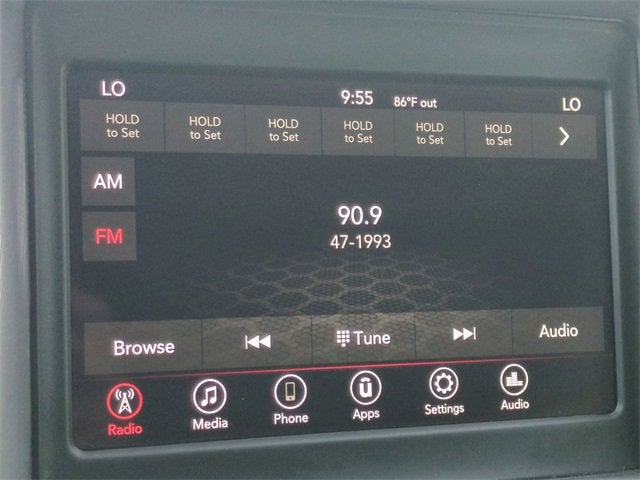 LO 9:55 86°F out LO
HOLD to Set HOLD to Set HOLD to Set HOLD to Set HOLD to Set HOLD to Set
AM
90.9
FM
47-1993
Browse Tune Audio
Radio Media Phone Apps Settings Audio